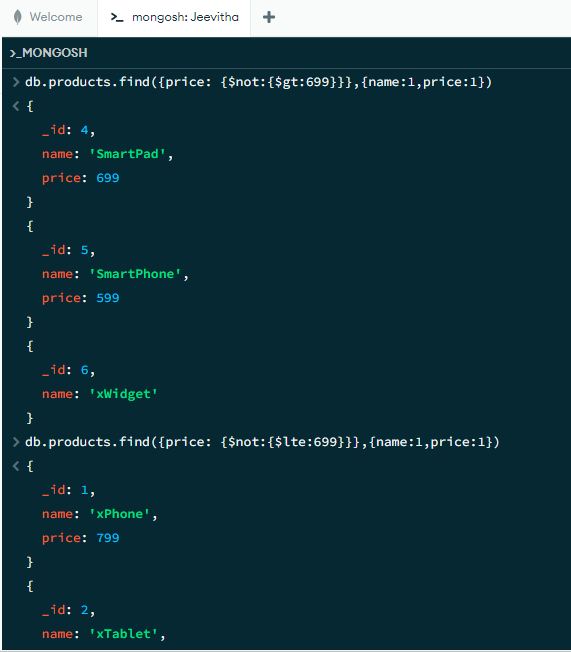 Welcome
>_ mongosh: Jeevitha
+
>_MONGOSH
> db.products.find({price: {$not:{$gt:699}}},{name:1,price:1})
< {
_id: 4,
name: 'SmartPad',
price: 699
}
{
_id: 5,
name: 'SmartPhone',
price: 599
}
{
_id: 6,
name: 'xWidget'
}
> db.products.find({price: {$not:{$lte:699}}},{name:1,price:1})
< {
_id: 1,
name: 'xPhone',
price: 799
}
{
_id: 2,
name: 'xTablet',